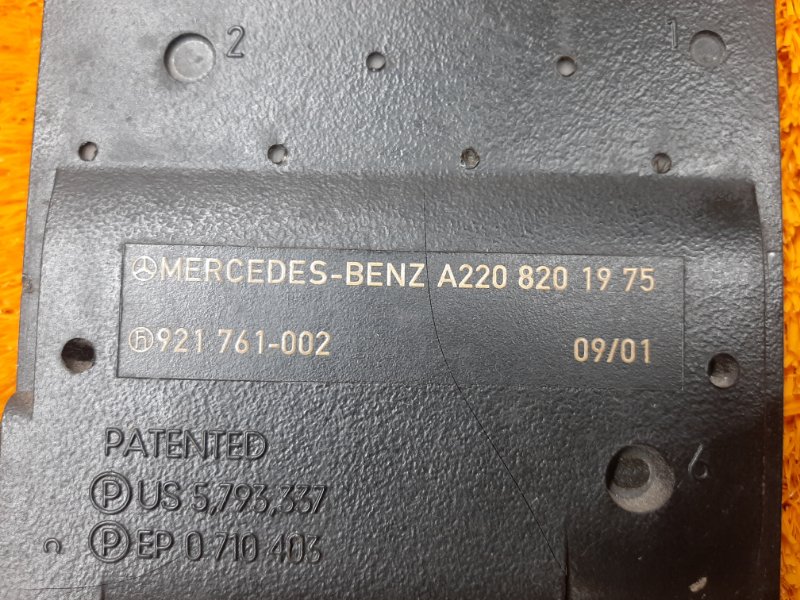 2 1
MERCEDES-BENZ A220 820 19 75
921 761-002 09/01
PATENTED
P US 5,793,337
P EP 0 710 403
6